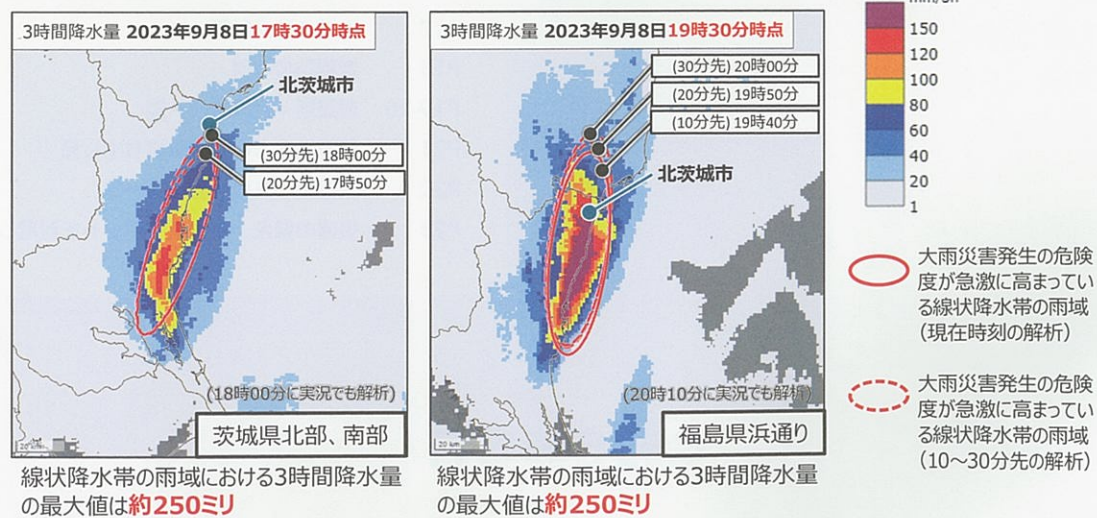 3時間降水量 2023年9月8日17時30分時点
北茨城市
(30分先) 18時00分
(20分先) 17時50分
(18時00分に実況でも解析)
茨城県北部、南部
20 km
線状降水帯の雨域における3時間降水量
の最大値は約250ミリ
3時間降水量 2023年9月8日19時30分時点
(30分先) 20時00分
(20分先) 19時50分
(10分先) 19時40分
北茨城市
(20時10分に実況でも解析)
福島県浜通り
20 km
線状降水帯の雨域における3時間降水量
の最大値は約250ミリ
mm/3h
150
120
100
80
60
40
20
1
大雨災害発生の危険
度が急激に高まってい
る線状降水帯の雨域
(現在時刻の解析)
大雨災害発生の危険
度が急激に高まってい
る線状降水帯の雨域
(10～30分先の解析)